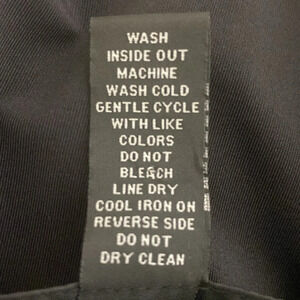 WASH
INSIDE OUT
MACHINE
WASH COLD
GENTLE CYCLE
WITH LIKE
COLORS
DO NOT
BLEACH
LINE DRY
COOL IRON ON
REVERSE SIDE
DO NOT
DRY CLEAN